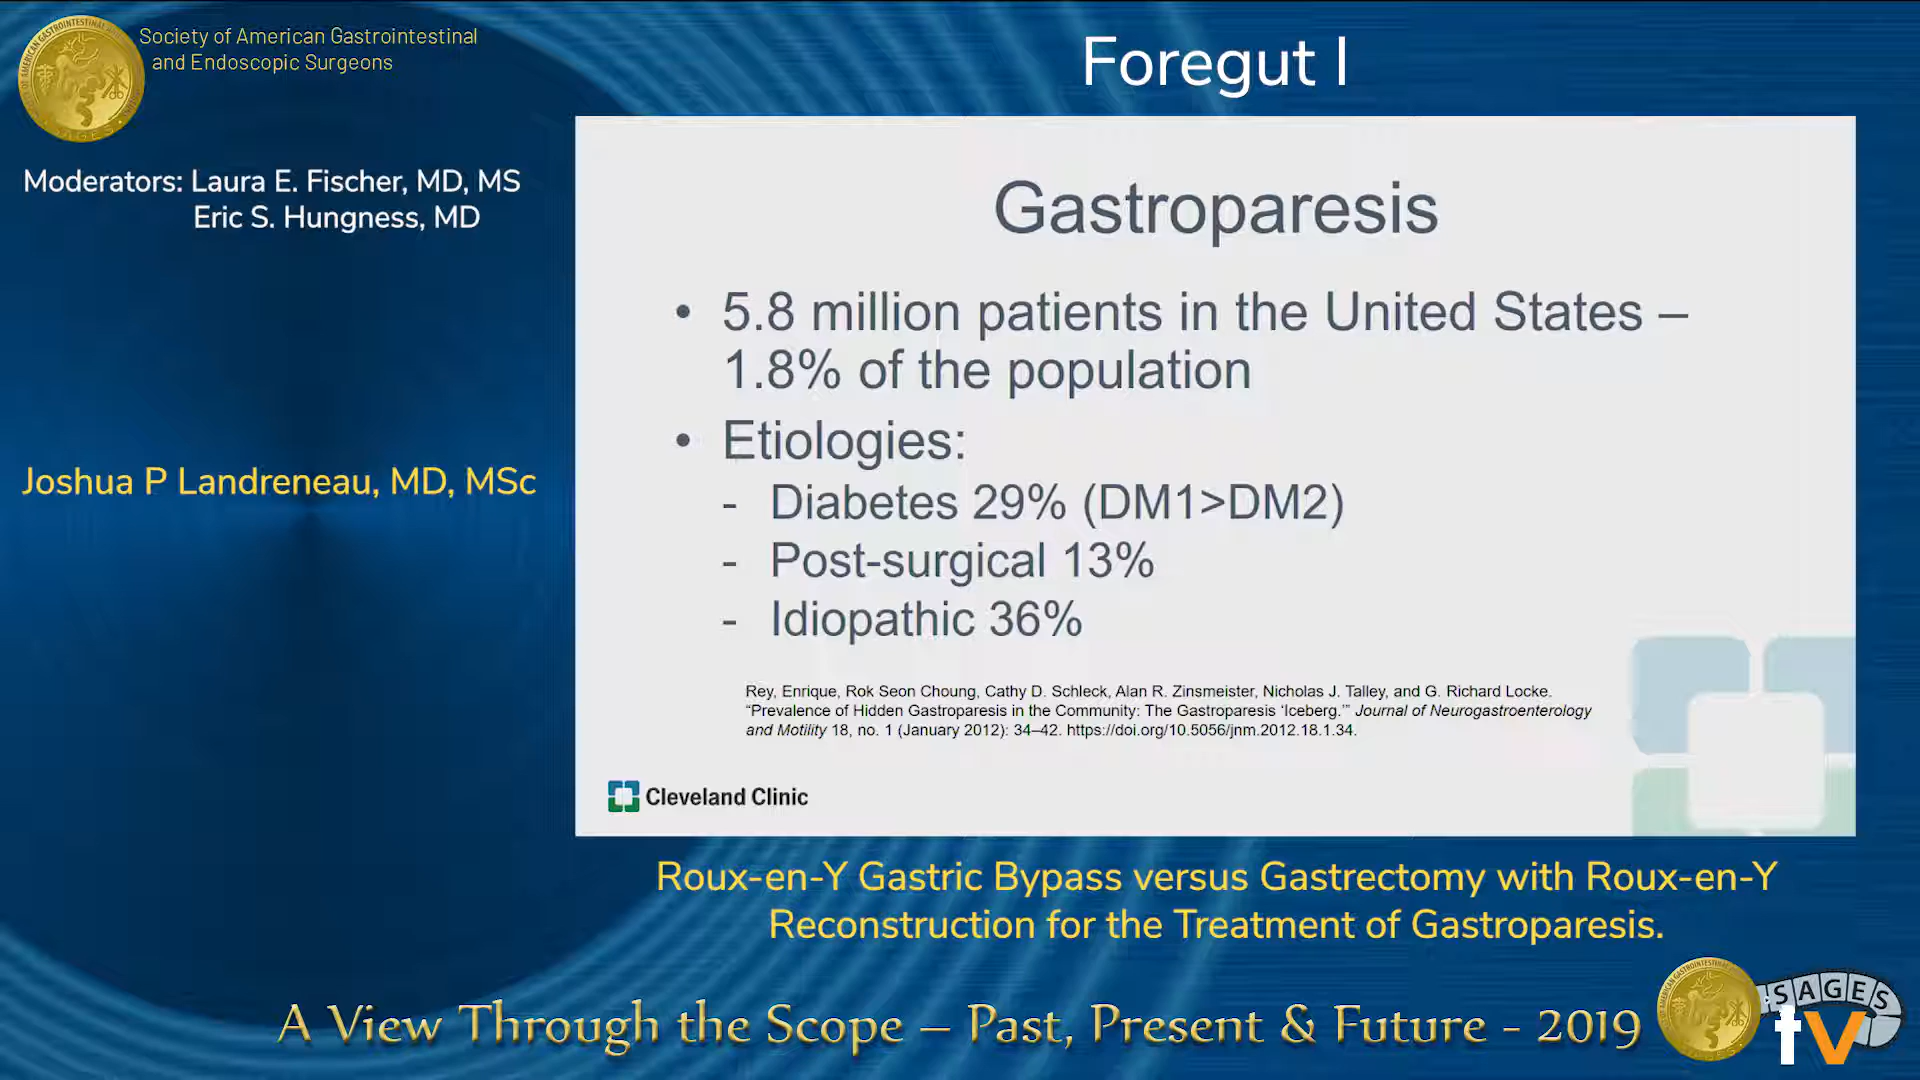 Society of American Gastrointestinal
and Endoscopic Surgeons
Foregut I
Moderators: Laura E. Fischer, MD, MS
Eric S. Hungness, MD
Joshua P Landreneau, MD, MSc
Gastroparesis
• 5.8 million patients in the United States –
1.8% of the population
• Etiologies:
- Diabetes 29% (DM1>DM2)
- Post-surgical 13%
- Idiopathic 36%
Rey, Enrique, Rok Seon Choung, Cathy D. Schleck, Alan R. Zinsmeister, Nicholas J. Talley, and G. Richard Locke.
“Prevalence of Hidden Gastroparesis in the Community: The Gastroparesis ‘Iceberg.’” Journal of Neurogastroenterology
and Motility 18, no. 1 (January 2012): 34–42. https://doi.org/10.5056/jnm.2012.18.1.34.
Cleveland Clinic
Roux-en-Y Gastric Bypass versus Gastrectomy with Roux-en-Y
Reconstruction for the Treatment of Gastroparesis.
A View Through the Scope – Past, Present & Future - 2019
SAGES
tv